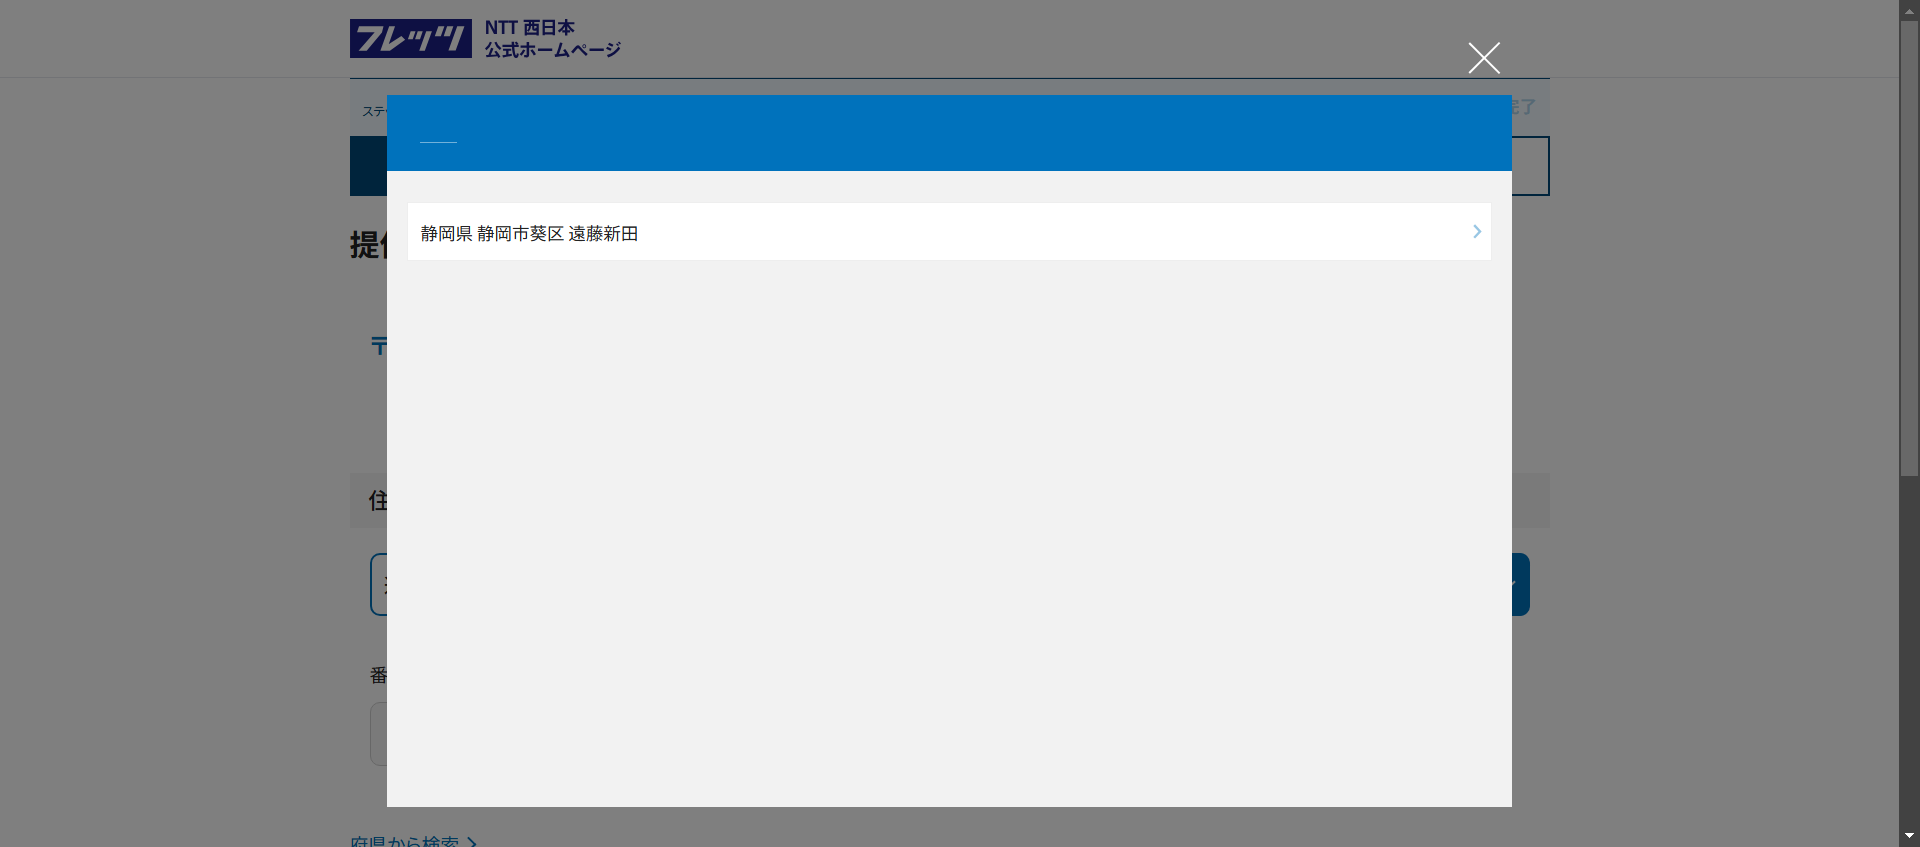 フレッツ
NTT 西日本
公式ホームページ
ステ
完了
提
静岡県 静岡市葵区 遠藤新田
〒
住
番
府県から検索